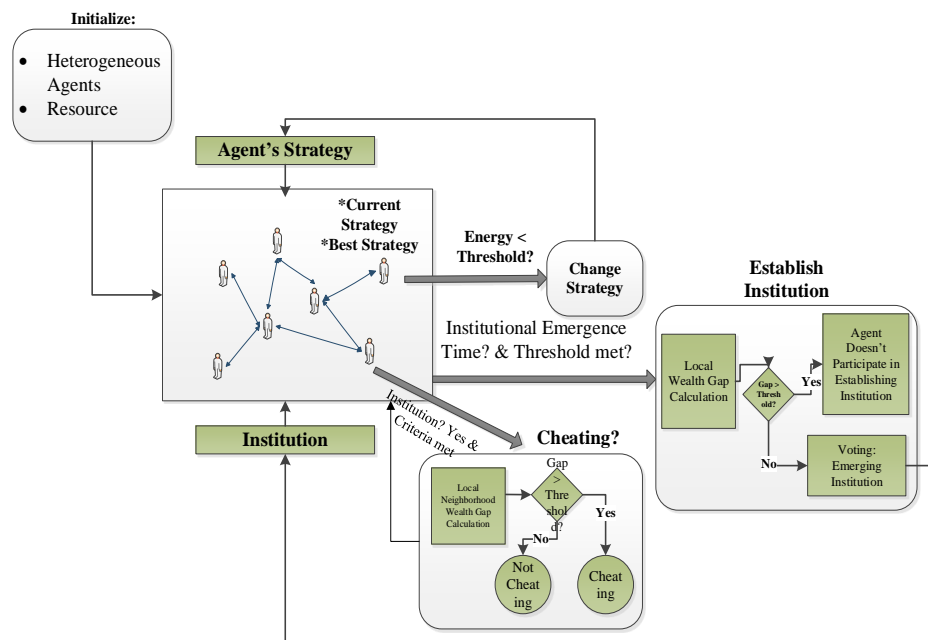 Initialize:
• Heterogeneous
Agents
• Resource
Agent's Strategy
*Current
Strategy
*Best Strategy
Energy <
Threshold?
Change
Strategy
Institutional Emergence
Time? & Threshold met?
Establish
Institution
Local
Wealth Gap
Calculation
Gap >
Thresh
old?
Yes
Agent
Doesn't
Participate in
Establishing
Institution
No
Voting:
Emerging
Institution
Institution
Institution? Yes &
Criteria met
Cheating?
Local
Neighborhood
Wealth Gap
Calculation
Gap
>
Thre
shol
d?
Yes
No
Not
Cheat
ing
Cheat
ing